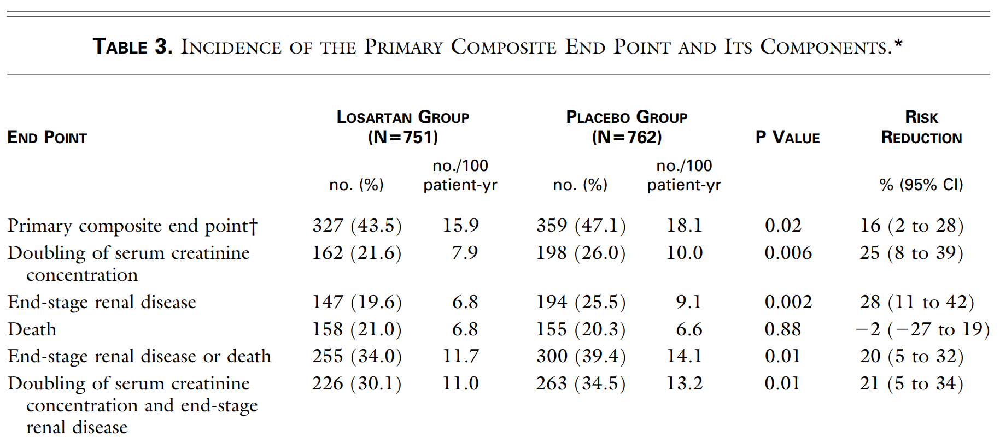 TABLE 3. INCIDENCE OF THE PRIMARY COMPOSITE END POINT AND ITS COMPONENTS.*
END POINT LOSARTAN GROUP (N=751) PLACEBO GROUP (N=762) P VALUE RISK REDUCTION
no. (%) no./100 patient-yr no. (%) no./100 patient-yr % (95% CI)
Primary composite end point† 327 (43.5) 15.9 359 (47.1) 18.1 0.02 16 (2 to 28)
Doubling of serum creatinine 162 (21.6) 7.9 198 (26.0) 10.0 0.006 25 (8 to 39)
concentration
End-stage renal disease 147 (19.6) 6.8 194 (25.5) 9.1 0.002 28 (11 to 42)
Death 158 (21.0) 6.8 155 (20.3) 6.6 0.88 −2 (−27 to 19)
End-stage renal disease or death 255 (34.0) 11.7 300 (39.4) 14.1 0.01 20 (5 to 32)
Doubling of serum creatinine 226 (30.1) 11.0 263 (34.5) 13.2 0.01 21 (5 to 34)
concentration and end-stage
renal disease